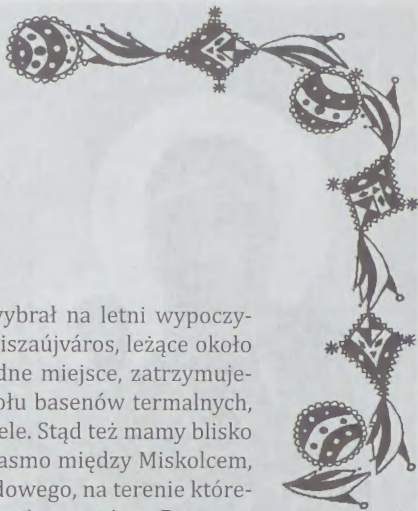 wybrał na letni wypoczy-
iszaújváros, leżące około
dne miejsce, zatrzymuje-
ołu basenów termalnych,
ele. Stąd też mamy blisko
asmo między Miskolcem,
dowego, na terenie które-